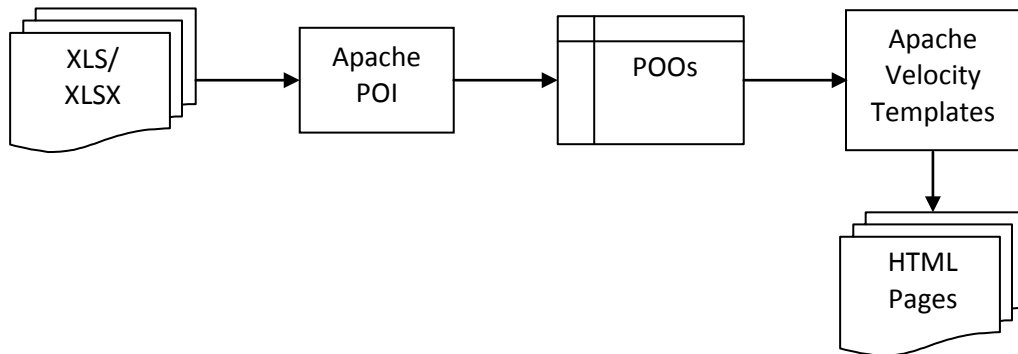 XLS/
XLSX
Apache
POI
POOs
Apache
Velocity
Templates
HTML
Pages